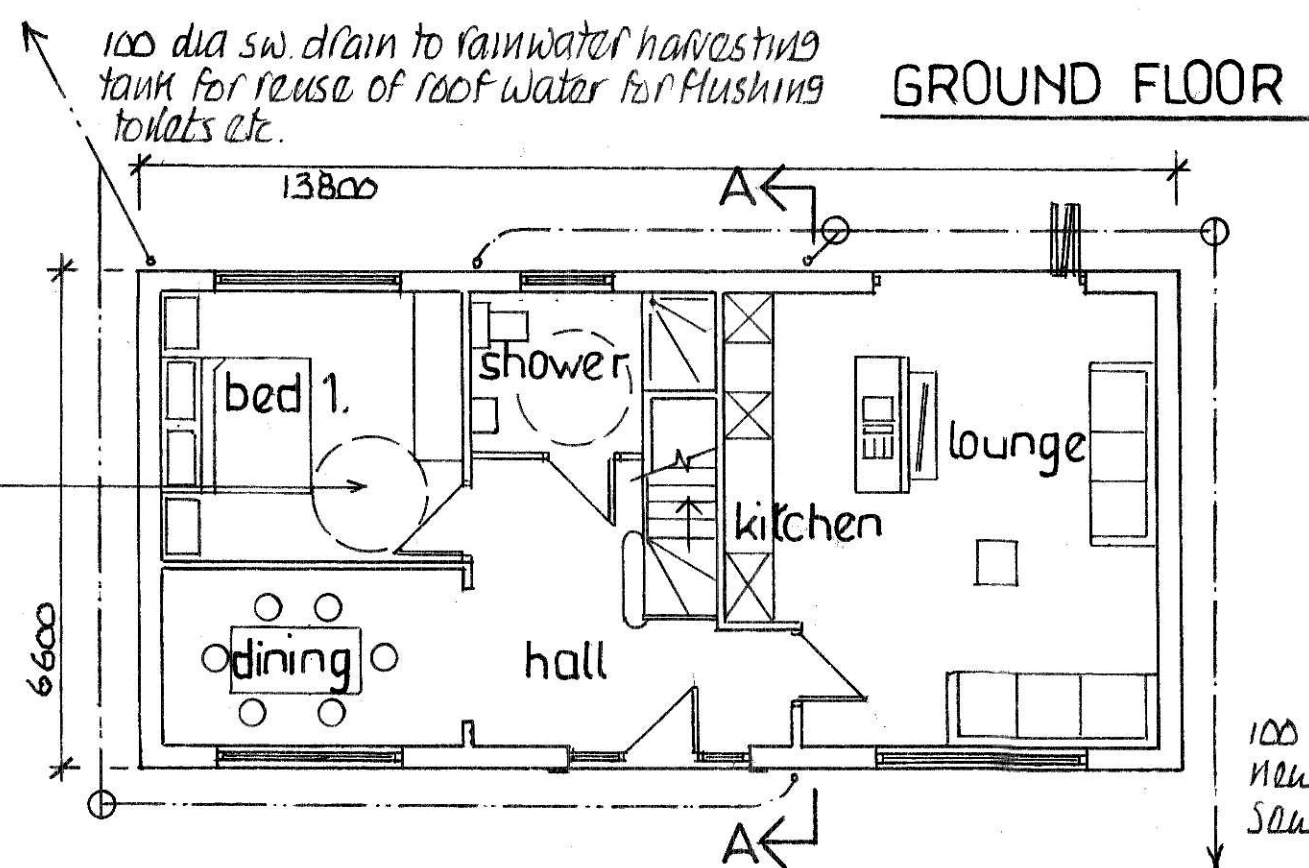 100 dia sw. drain to rainwater harvesting
tank for reuse of roof water for flushing
toilets etc.
GROUND FLOOR
13800
A
shower
bed 1.
lounge
kitchen
6600
dining
hall
100
A